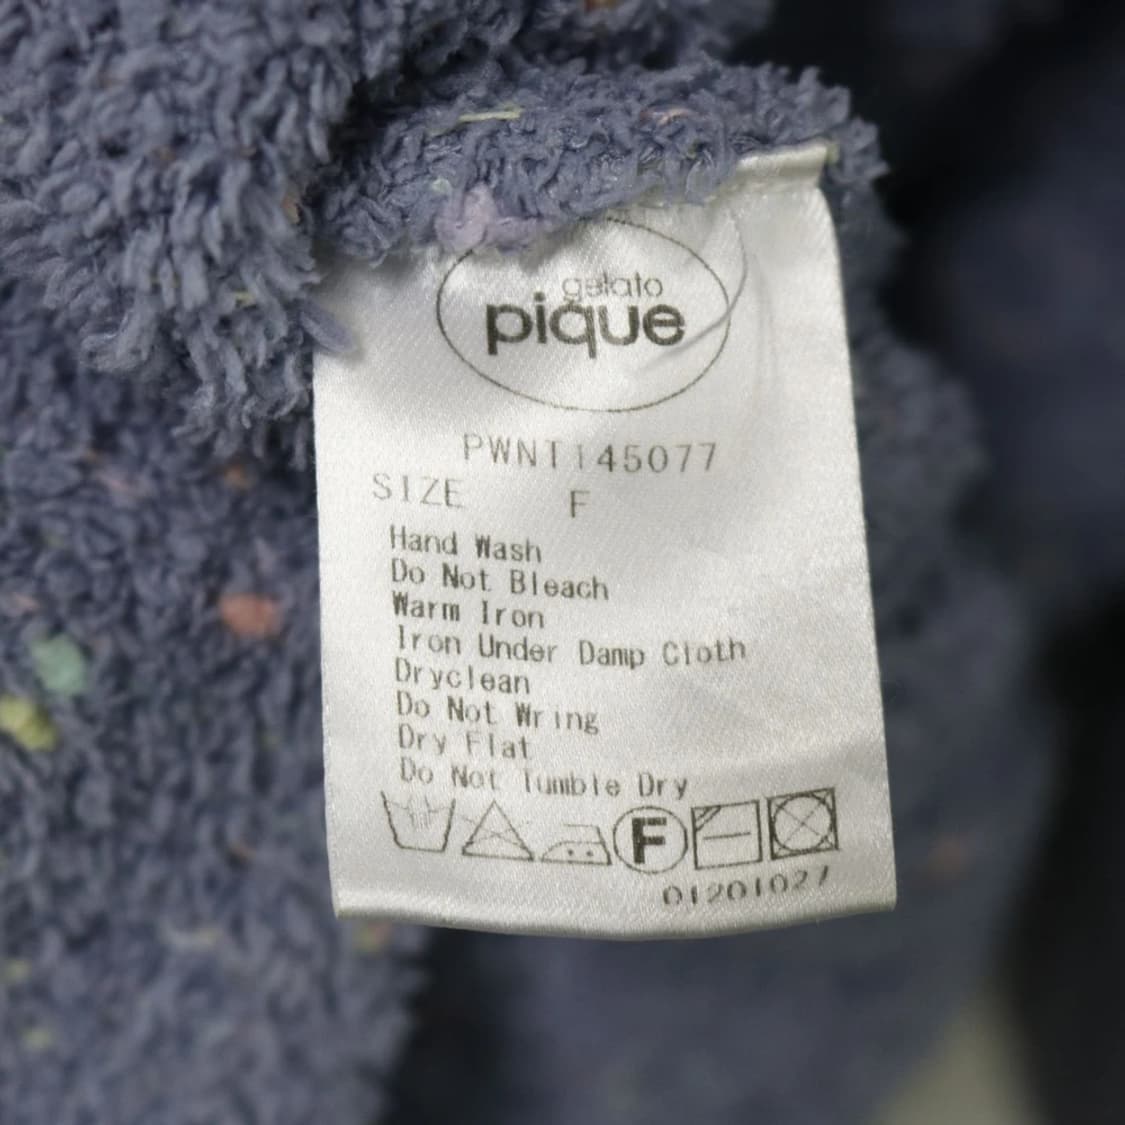 gelato
pique
PWNT145077
SIZE F
Hand Wash
Do Not Bleach
Warm Iron
Iron Under Damp Cloth
Dryclean
Do Not Wring
Dry Flat
Do Not Tumble Dry
F
01201027